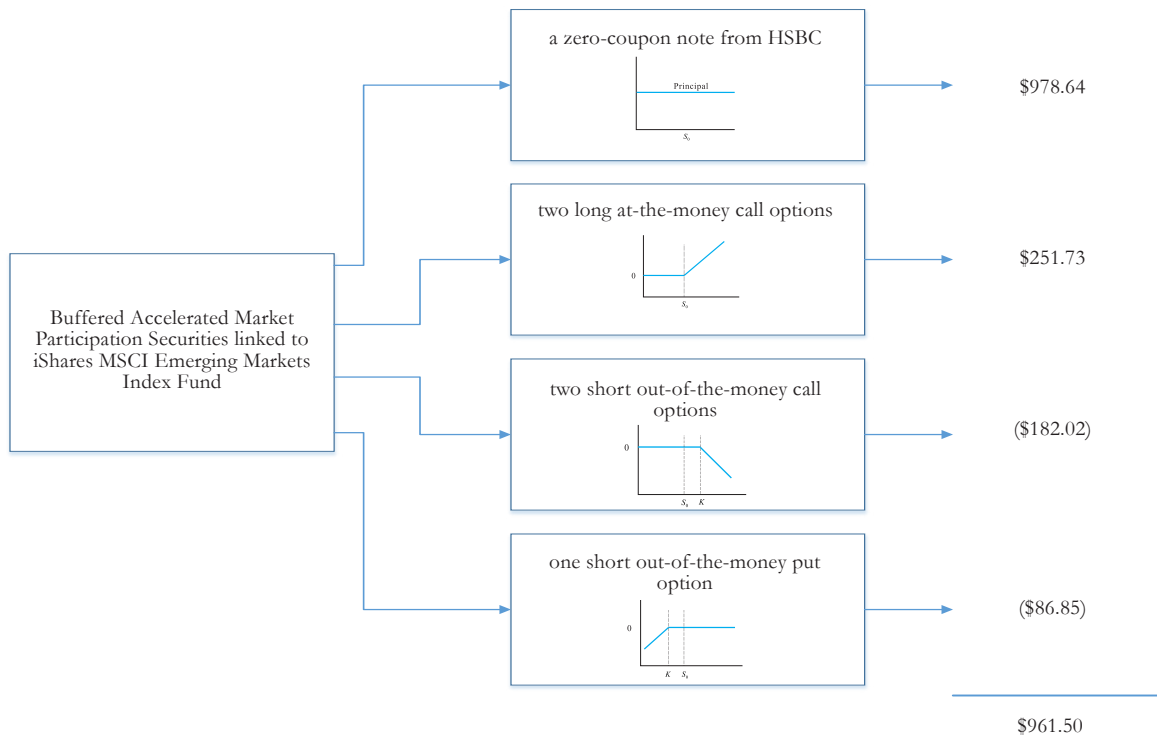 a zero-coupon note from HSBC
Principal
S₀
$978.64
two long at-the-money call options
0
S₀
$251.73
Buffered Accelerated Market
Participation Securities linked to
iShares MSCI Emerging Markets
Index Fund
two short out-of-the-money call
options
0
S₀ K
($182.02)
one short out-of-the-money put
option
0
K S₀
($86.85)
$961.50